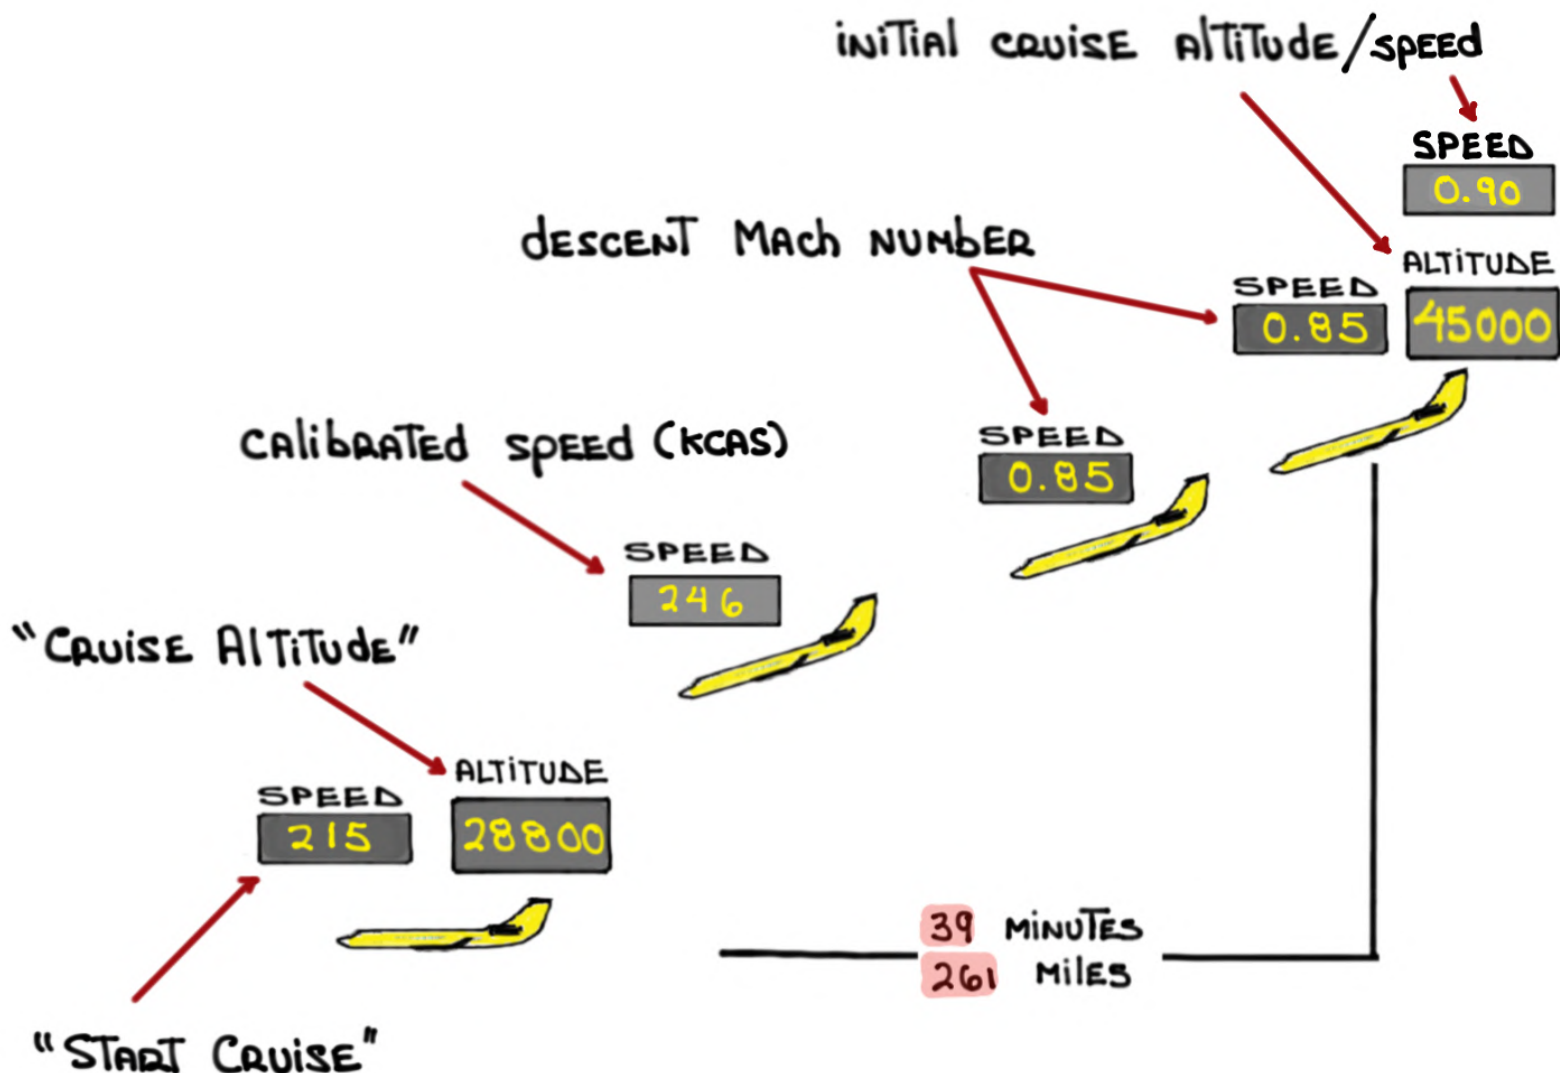 INITIAL CRUISE ALTITUDE/SPEED
SPEED
0.90
DESCENT MACH NUMBER
ALTITUDE
45000
SPEED
0.85
SPEED
0.85
CALIBRATED SPEED (KCAS)
SPEED
246
"CRUISE ALTITUDE"
ALTITUDE
28800
SPEED
215
39 MINUTES
261 MILES
"START CRUISE"